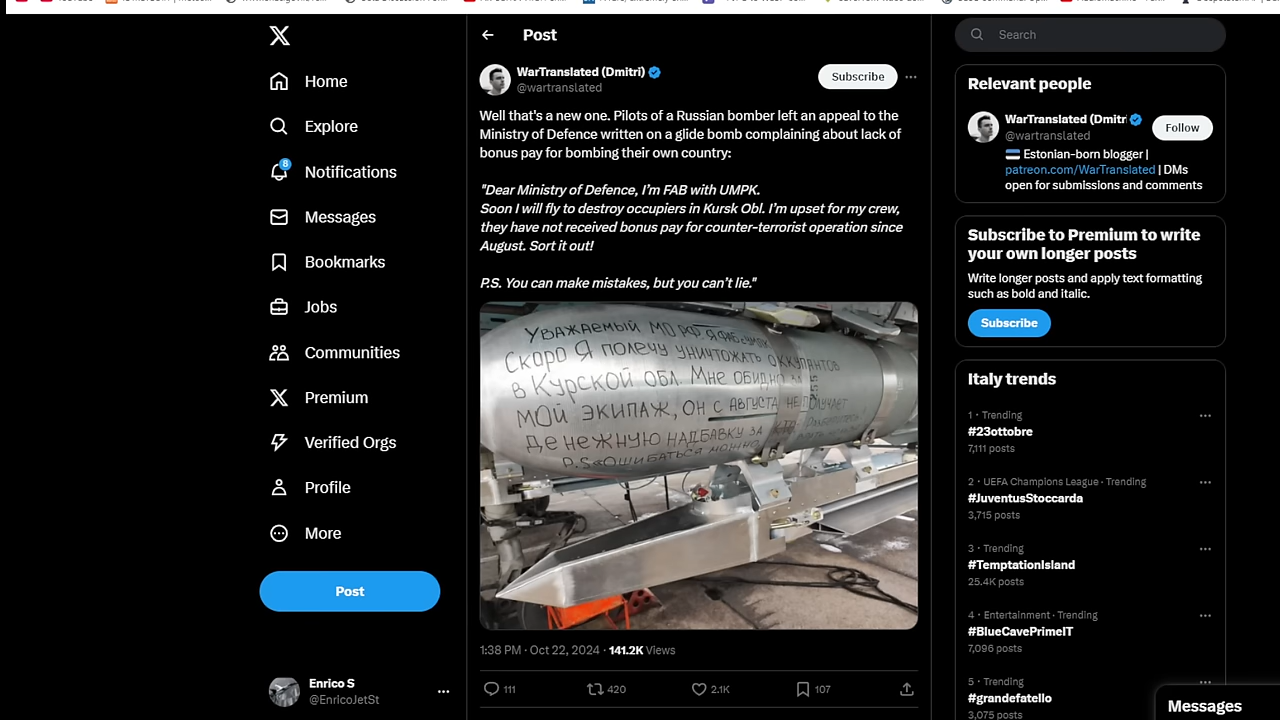 Home
Explore
8
Notifications
Messages
Bookmarks
Jobs
Communities
Premium
Verified Orgs
Profile
More
Post
Enrico S
@EnricoJetSt
Post
WarTranslated (Dmitri)
@wartranslated
Subscribe
Well that's a new one. Pilots of a Russian bomber left an appeal to the
Ministry of Defence written on a glide bomb complaining about lack of
bonus pay for bombing their own country:
"Dear Ministry of Defence, I'm FAB with UMPK.
Soon I will fly to destroy occupiers in Kursk Obl. I'm upset for my crew,
they have not received bonus pay for counter-terrorist operation since
August. Sort it out!
P.S. You can make mistakes, but you can't lie."
Уважаемый МО РФ. Я ФАБ с УМПК
Скоро Я полечу уничтожать оккупантов
в Курской обл. Мне обидно за
мой экипаж, он с августа не получает
денежную надбавку за КТО.
P.S. Ошибаться можно
1:38 PM · Oct 22, 2024 · 141.2K Views
111 420 2.1K 107
Search
Relevant people
WarTranslated (Dmitr
@wartranslated
Follow
Estonian-born blogger |
patreon.com/WarTranslated | DMs
open for submissions and comments
Subscribe to Premium to write
your own longer posts
Write longer posts and apply text formatting
such as bold and italic.
Subscribe
Italy trends
1 · Trending
#23ottobre
7,111 posts
2 · UEFA Champions League · Trending
#JuventusStoccarda
3,715 posts
3 · Trending
#TemptationIsland
25.4K posts
4 · Entertainment · Trending
#BlueCavePrimeIT
7,096 posts
5 · Trending
#grandefatello
3,075 posts
Messages